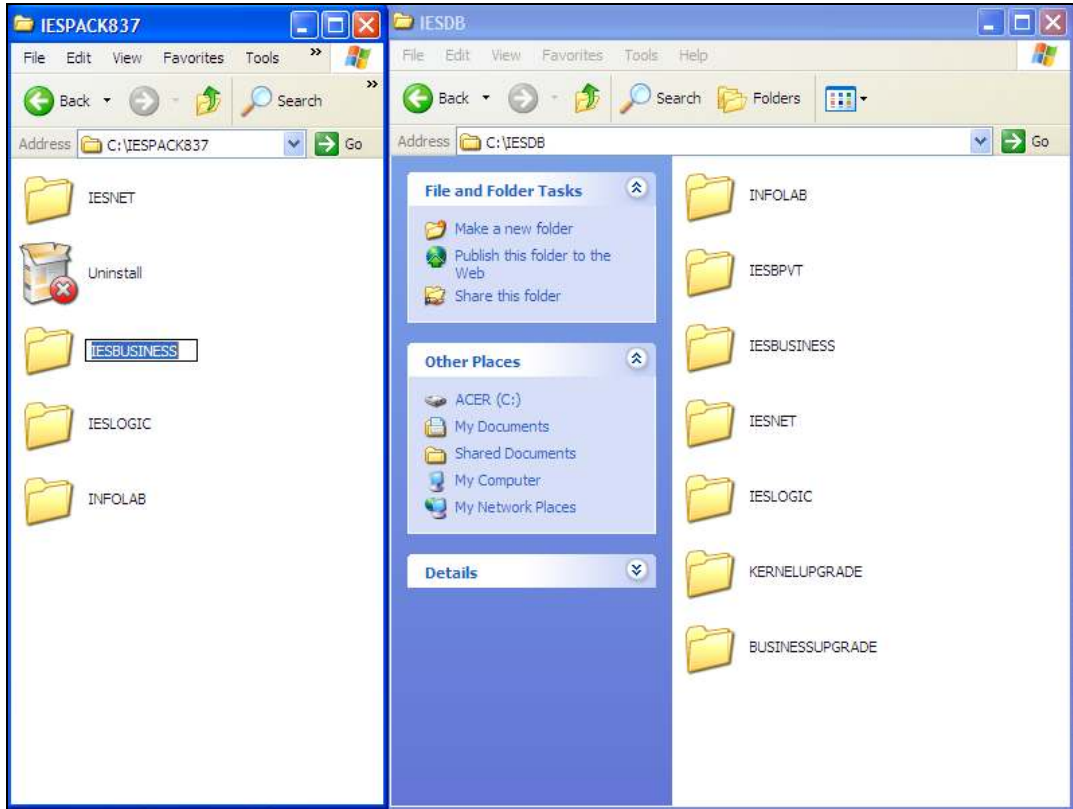 IESPACK837
File Edit View Favorites Tools »
Back Search »
Address C:\IESPACK837 Go
IESNET
Uninstall
IESBUSINESS
IESLOGIC
INFOLAB
IESDB
File Edit View Favorites Tools Help
Back Search Folders
Address C:\IESDB Go
File and Folder Tasks
Make a new folder
Publish this folder to the
Web
Share this folder
Other Places
ACER (C:)
My Documents
Shared Documents
My Computer
My Network Places
Details
INFOLAB
IESBPVT
IESBUSINESS
IESNET
IESLOGIC
KERNELUPGRADE
BUSINESSUPGRADE